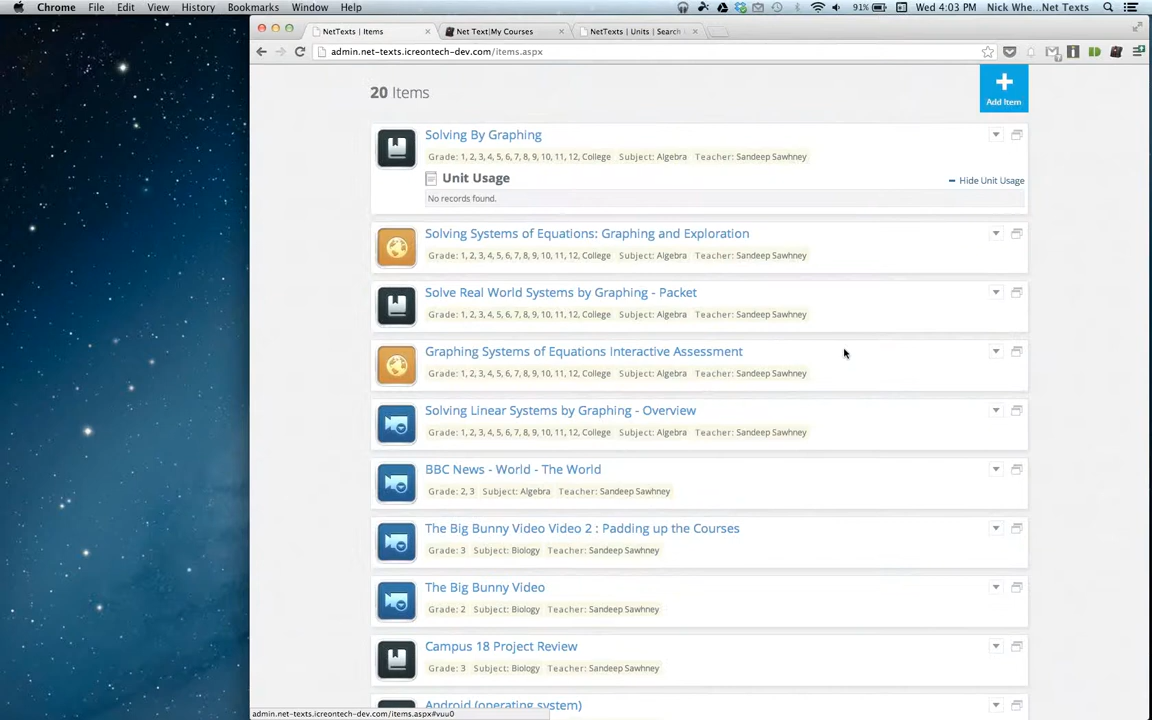 Chrome File Edit View History Bookmarks Window Help 91% Wed 4:03 PM Nick Whe...Net Texts
NetTexts | Items × Net Text|My Courses × NetTexts | Units | Search ×
admin.net-texts.icreontech-dev.com/items.aspx
20 Items
Add Item
Solving By Graphing
Grade: 1, 2, 3, 4, 5, 6, 7, 8, 9, 10, 11, 12, College Subject: Algebra Teacher: Sandeep Sawhney
Unit Usage
Hide Unit Usage
No records found.
Solving Systems of Equations: Graphing and Exploration
Grade: 1, 2, 3, 4, 5, 6, 7, 8, 9, 10, 11, 12, College Subject: Algebra Teacher: Sandeep Sawhney
Solve Real World Systems by Graphing - Packet
Grade: 1, 2, 3, 4, 5, 6, 7, 8, 9, 10, 11, 12, College Subject: Algebra Teacher: Sandeep Sawhney
Graphing Systems of Equations Interactive Assessment
Grade: 1, 2, 3, 4, 5, 6, 7, 8, 9, 10, 11, 12, College Subject: Algebra Teacher: Sandeep Sawhney
Solving Linear Systems by Graphing - Overview
Grade: 1, 2, 3, 4, 5, 6, 7, 8, 9, 10, 11, 12, College Subject: Algebra Teacher: Sandeep Sawhney
BBC News - World - The World
Grade: 2, 3 Subject: Algebra Teacher: Sandeep Sawhney
The Big Bunny Video Video 2 : Padding up the Courses
Grade: 3 Subject: Biology Teacher: Sandeep Sawhney
The Big Bunny Video
Grade: 2 Subject: Biology Teacher: Sandeep Sawhney
Campus 18 Project Review
Grade: 3 Subject: Biology Teacher: Sandeep Sawhney
Android (operating system)
admin.net-texts.icreontech-dev.com/items.aspx#vuu0